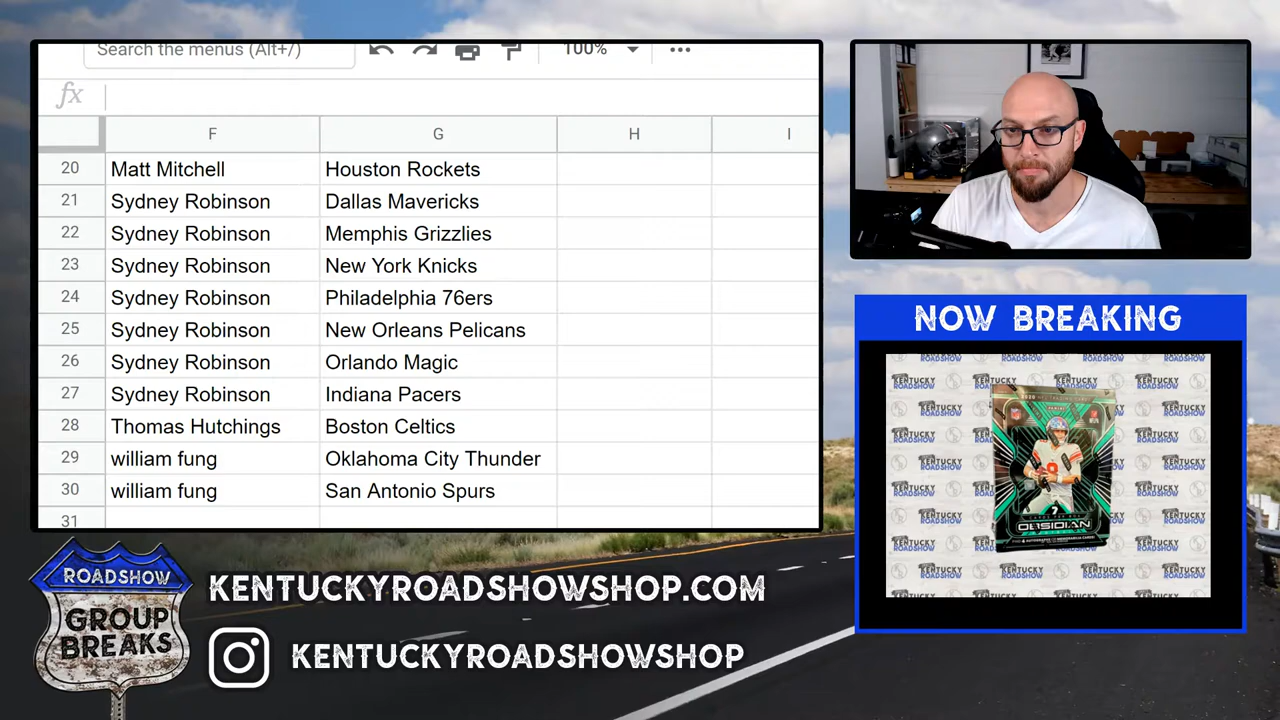 Search the menus (Alt+/)
100%
fx
F G H I
20 Matt Mitchell Houston Rockets
21 Sydney Robinson Dallas Mavericks
22 Sydney Robinson Memphis Grizzlies
23 Sydney Robinson New York Knicks
24 Sydney Robinson Philadelphia 76ers
25 Sydney Robinson New Orleans Pelicans
26 Sydney Robinson Orlando Magic
27 Sydney Robinson Indiana Pacers
28 Thomas Hutchings Boston Celtics
29 william fung Oklahoma City Thunder
30 william fung San Antonio Spurs
31
NOW BREAKING
KENTUCKY
ROADSHOW
OBSIDIAN
ROADSHOW
GROUP
BREAKS
KENTUCKYROADSHOWSHOP.COM
KENTUCKYROADSHOWSHOP